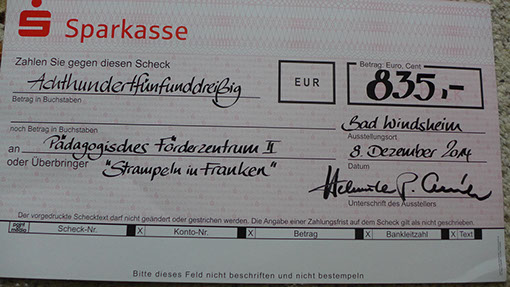 S Sparkasse
Zahlen Sie gegen diesen Scheck
Achthundertfünfunddreißig
Betrag in Buchstaben
EUR
Betrag: Euro, Cent
835,-
noch Betrag in Buchstaben
Bad Windsheim
Ausstellungsort
an Pädagogisches Förderzentrum II
8. Dezember 2014
Datum
oder Überbringer "Strampeln in Franken"
Unterschrift des Ausstellers
Der vorgedruckte Schecktext darf nicht geändert oder gestrichen werden. Die Angabe einer Zahlungsfrist auf dem Scheck gilt als nicht geschrieben.
Scheck-Nr. X Konto-Nr. X Betrag X Bankleitzahl X Text
Bitte dieses Feld nicht beschriften und nicht bestempeln